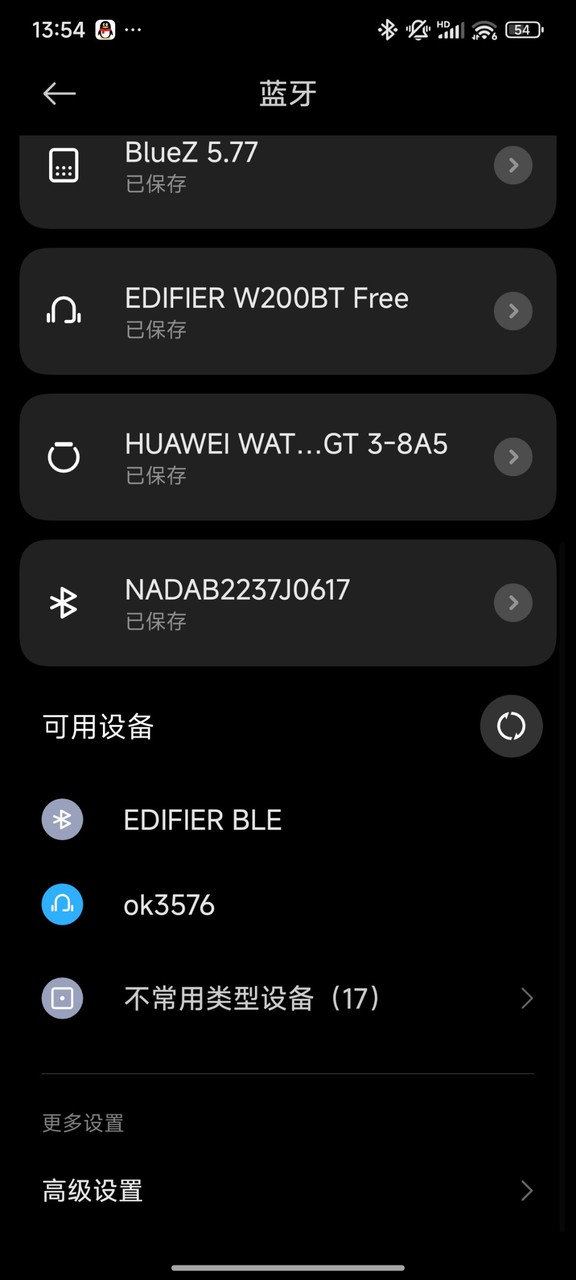 13:54 ... HD 6 54
蓝牙
BlueZ 5.77
已保存
EDIFIER W200BT Free
已保存
HUAWEI WAT...GT 3-8A5
已保存
NADAB2237J0617
已保存
可用设备
EDIFIER BLE
ok3576
不常用类型设备（17）
更多设置
高级设置